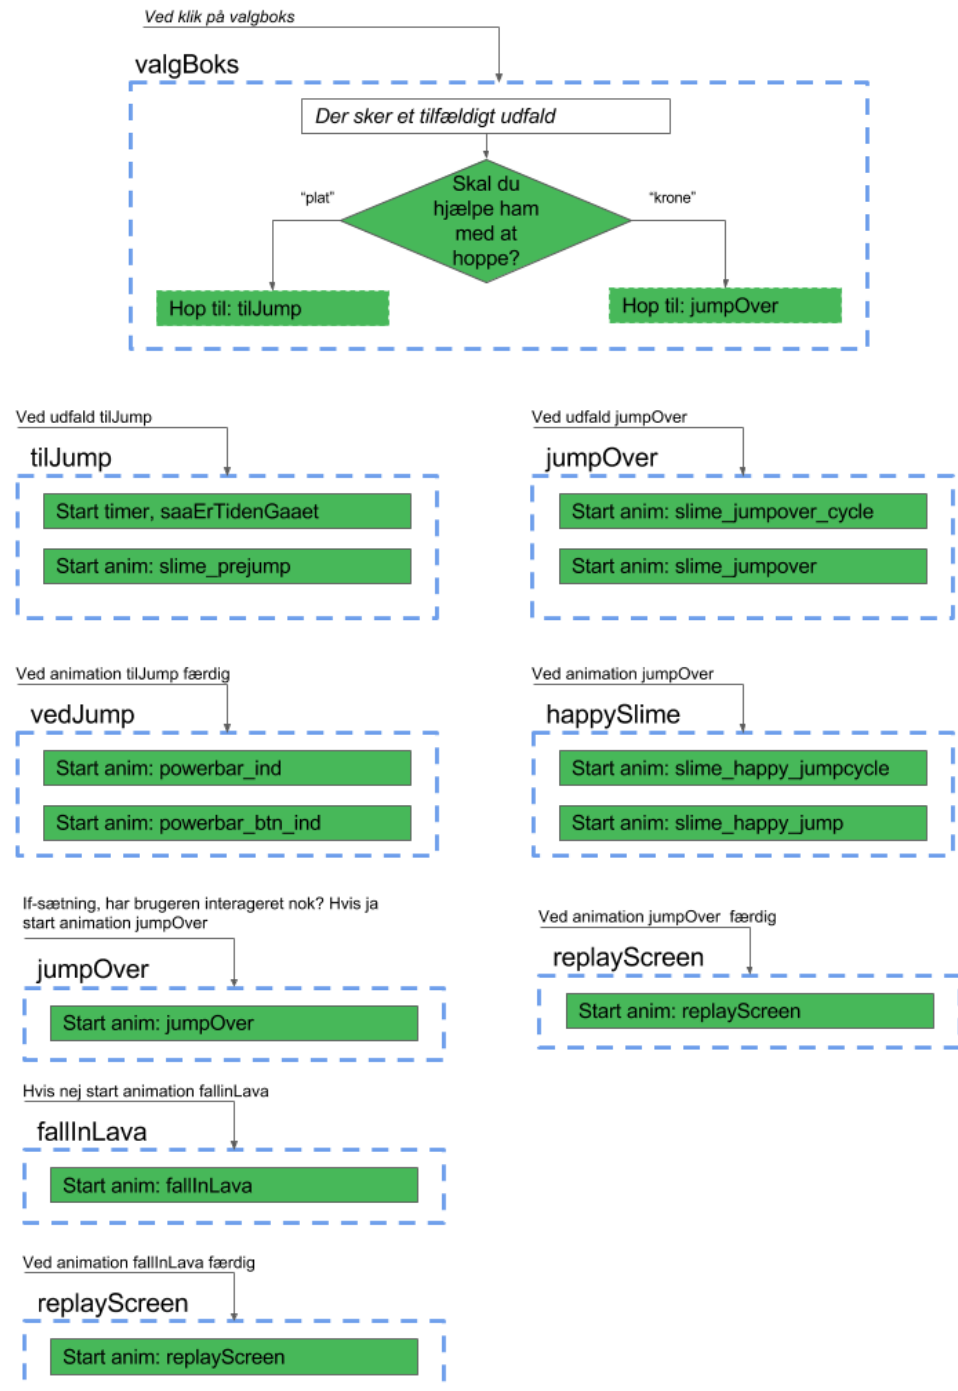 Ved klik på valgboks
valgBoks
Der sker et tilfældigt udfald
Skal du
hjælpe ham
med at
hoppe?
"plat"
"krone"
Hop til: tilJump
Hop til: jumpOver
Ved udfald tilJump
tilJump
Start timer, saaErTidenGaaet
Start anim: slime_prejump
Ved udfald jumpOver
jumpOver
Start anim: slime_jumpover_cycle
Start anim: slime_jumpover
Ved animation tilJump færdig
vedJump
Start anim: powerbar_ind
Start anim: powerbar_btn_ind
Ved animation jumpOver
happySlime
Start anim: slime_happy_jumpcycle
Start anim: slime_happy_jump
If-sætning, har brugeren interageret nok? Hvis ja
start animation jumpOver
jumpOver
Start anim: jumpOver
Ved animation jumpOver færdig
replayScreen
Start anim: replayScreen
Hvis nej start animation fallinLava
fallInLava
Start anim: fallInLava
Ved animation fallInLava færdig
replayScreen
Start anim: replayScreen